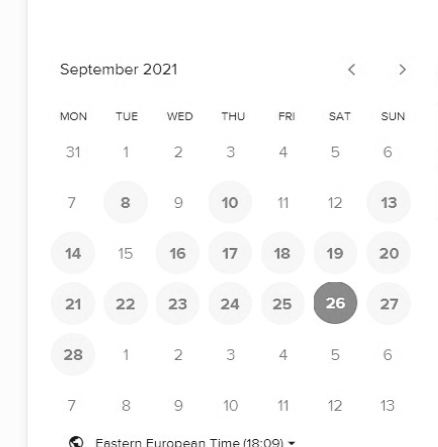 September 2021
MON TUE WED THU FRI SAT SUN
31 1 2 3 4 5 6
7 8 9 10 11 12 13
14 15 16 17 18 19 20
21 22 23 24 25 26 27
28 1 2 3 4 5 6
7 8 9 10 11 12 13
Eastern European Time (18:09)